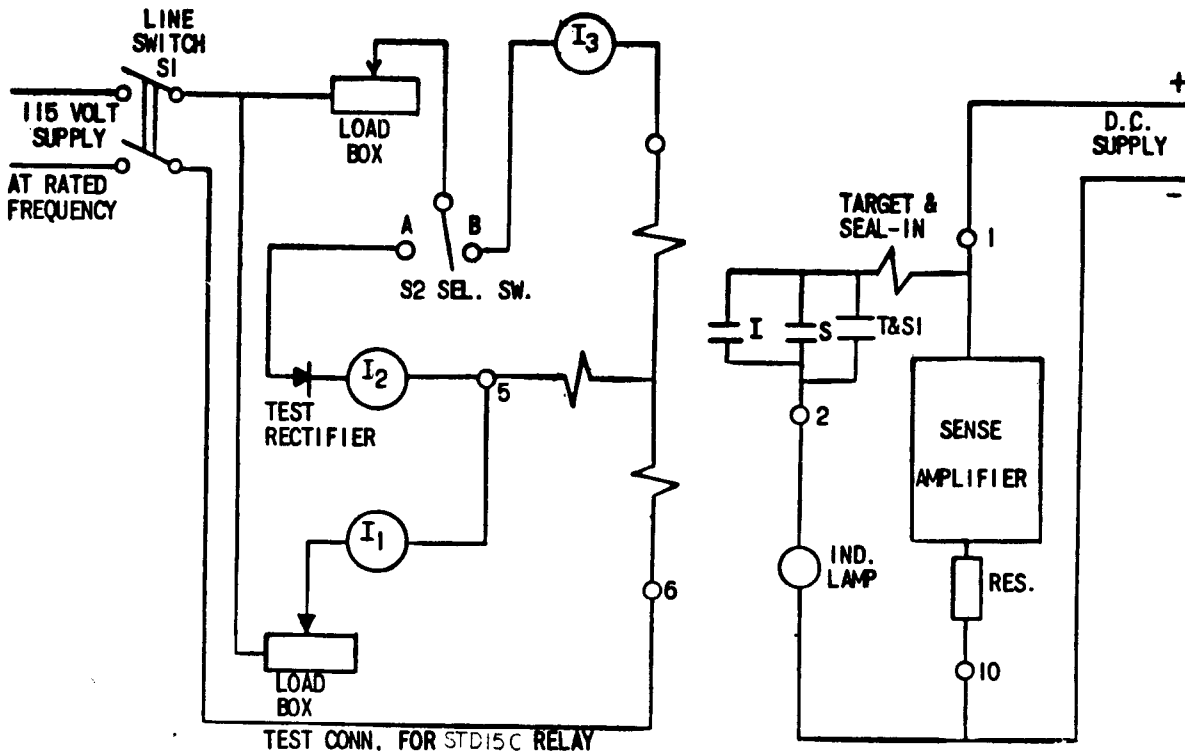 LINE
SWITCH
S1
115 VOLT
SUPPLY
AT RATED
FREQUENCY
LOAD
BOX
I3
A
B
S2 SEL. SW.
I2
5
TEST
RECTIFIER
I1
6
LOAD
BOX
TEST CONN. FOR STD15C RELAY
+
D.C.
SUPPLY
-
TARGET &
SEAL-IN
1
I
S
T&SI
2
SENSE
AMPLIFIER
IND.
LAMP
RES.
10